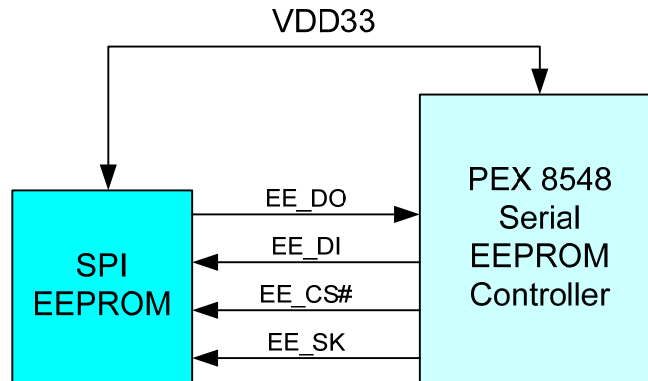 VDD33
EE_DO
EE_DI
EE_CS#
EE_SK
SPI
EEPROM
PEX 8548
Serial
EEPROM
Controller